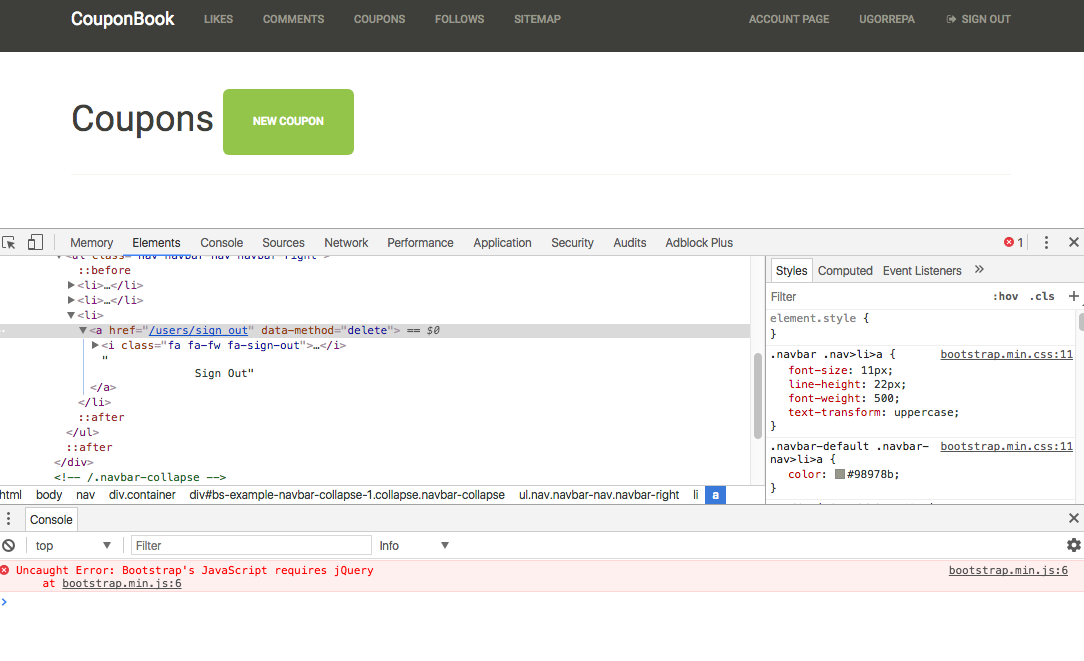 CouponBook LIKES COMMENTS COUPONS FOLLOWS SITEMAP ACCOUNT PAGE UGORREPA SIGN OUT
Coupons NEW COUPON
Memory Elements Console Sources Network Performance Application Security Audits Adblock Plus 1
Styles Computed Event Listeners »
::before
<li>…</li>
<li>…</li>
<li>
<a href="/users/sign_out" data-method="delete"> == $0
<i class="fa fa-fw fa-sign-out">…</i>
"
Sign Out"
</a>
</li>
::after
</ul>
::after
</div>
<!-- /.navbar-collapse -->
html body nav div.container div#bs-example-navbar-collapse-1.collapse.navbar-collapse ul.nav.navbar-nav.navbar-right li a
Filter :hov .cls +
element.style {
}
.navbar .nav>li>a { bootstrap.min.css:11
font-size: 11px;
line-height: 22px;
font-weight: 500;
text-transform: uppercase;
}
.navbar-default .navbar- bootstrap.min.css:11
nav>li>a {
color: #98978b;
}
Console
top Filter Info
Uncaught Error: Bootstrap's JavaScript requires jQuery bootstrap.min.js:6
at bootstrap.min.js:6